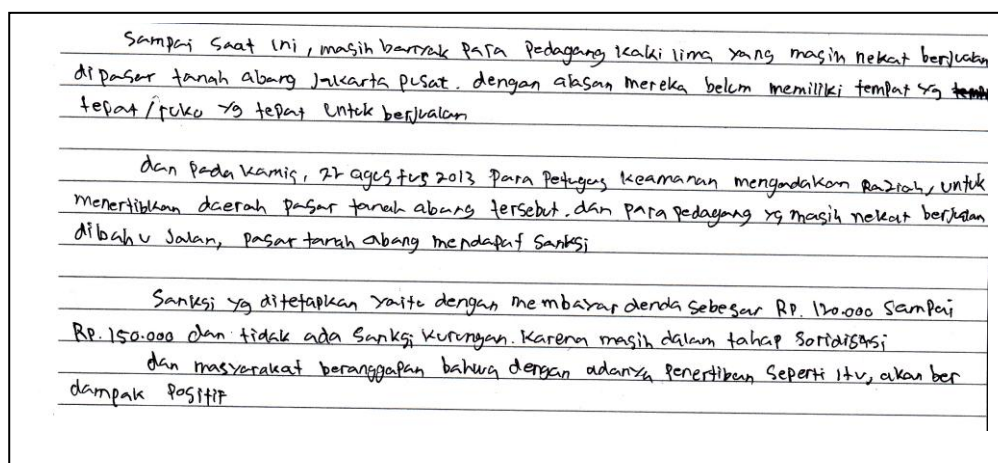 Sampai saat ini, masih banyak para pedagang kaki lima yang masih nekat berjualan
dipasar tanah abang Jakarta pusat. dengan alasan mereka belum memiliki tempat yg
tepat/ruko yg tepat untuk berjualan
dan pada kamis, 22 agustus 2013 para petugas keamanan mengadakan Raziah, untuk
menertibkan daerah pasar tanah abang tersebut. dan para pedagang yg masih nekat berjualan
dibahu Jalan, pasar tanah abang mendapat sanksi
Sanksi yg ditetapkan yaitu dengan membayar denda sebesar Rp. 120.000 sampai
Rp. 150.000 dan tidak ada sanksi kurungan. Karena masih dalam tahap Soridisasi
dan masyarakat beranggapan bahwa dengan adanya penertiban seperti itu, akan ber
dampak positif